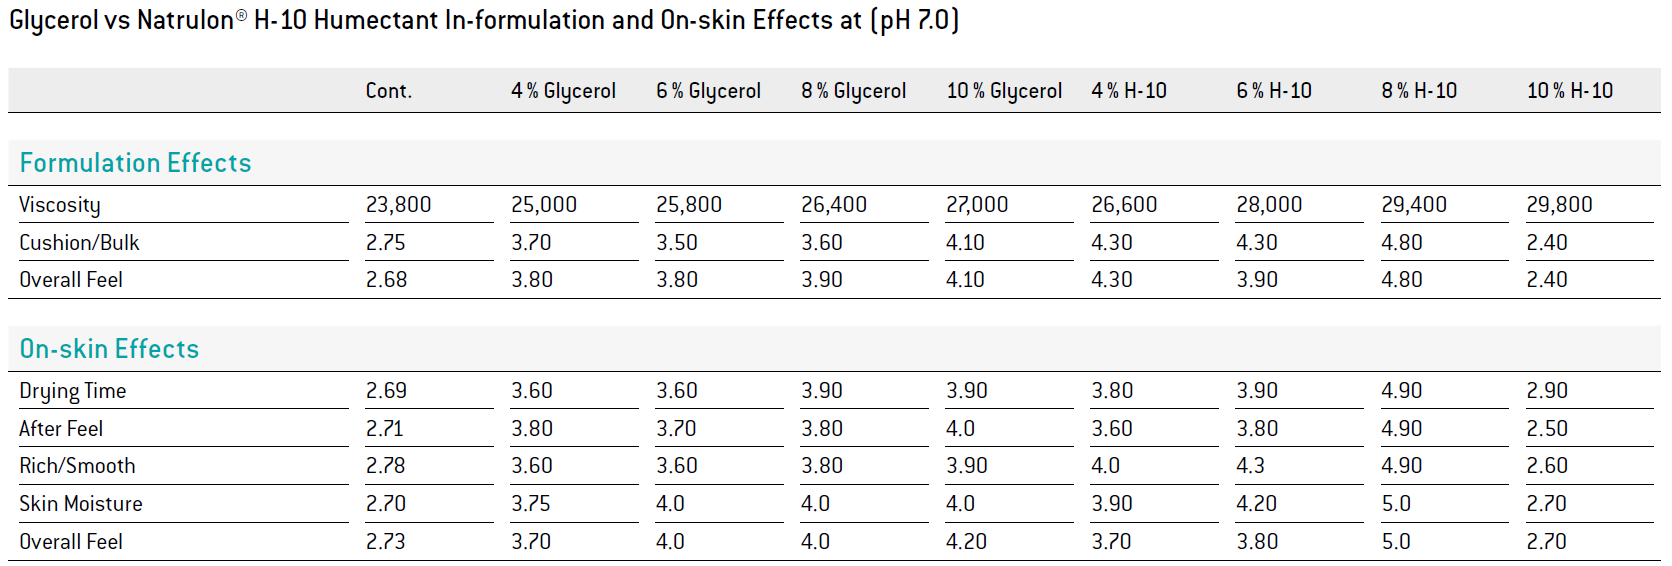 Glycerol vs Natrulon® H-10 Humectant In-formulation and On-skin Effects at (pH 7.0)
Cont. 4 % Glycerol 6 % Glycerol 8 % Glycerol 10 % Glycerol 4 % H-10 6 % H-10 8 % H-10 10 % H-10
Formulation Effects
Viscosity 23,800 25,000 25,800 26,400 27,000 26,600 28,000 29,400 29,800
Cushion/Bulk 2.75 3.70 3.50 3.60 4.10 4.30 4.30 4.80 2.40
Overall Feel 2.68 3.80 3.80 3.90 4.10 4.30 3.90 4.80 2.40
On-skin Effects
Drying Time 2.69 3.60 3.60 3.90 3.90 3.80 3.90 4.90 2.90
After Feel 2.71 3.80 3.70 3.80 4.0 3.60 3.80 4.90 2.50
Rich/Smooth 2.78 3.60 3.60 3.80 3.90 4.0 4.3 4.90 2.60
Skin Moisture 2.70 3.75 4.0 4.0 4.0 3.90 4.20 5.0 2.70
Overall Feel 2.73 3.70 4.0 4.0 4.20 3.70 3.80 5.0 2.70